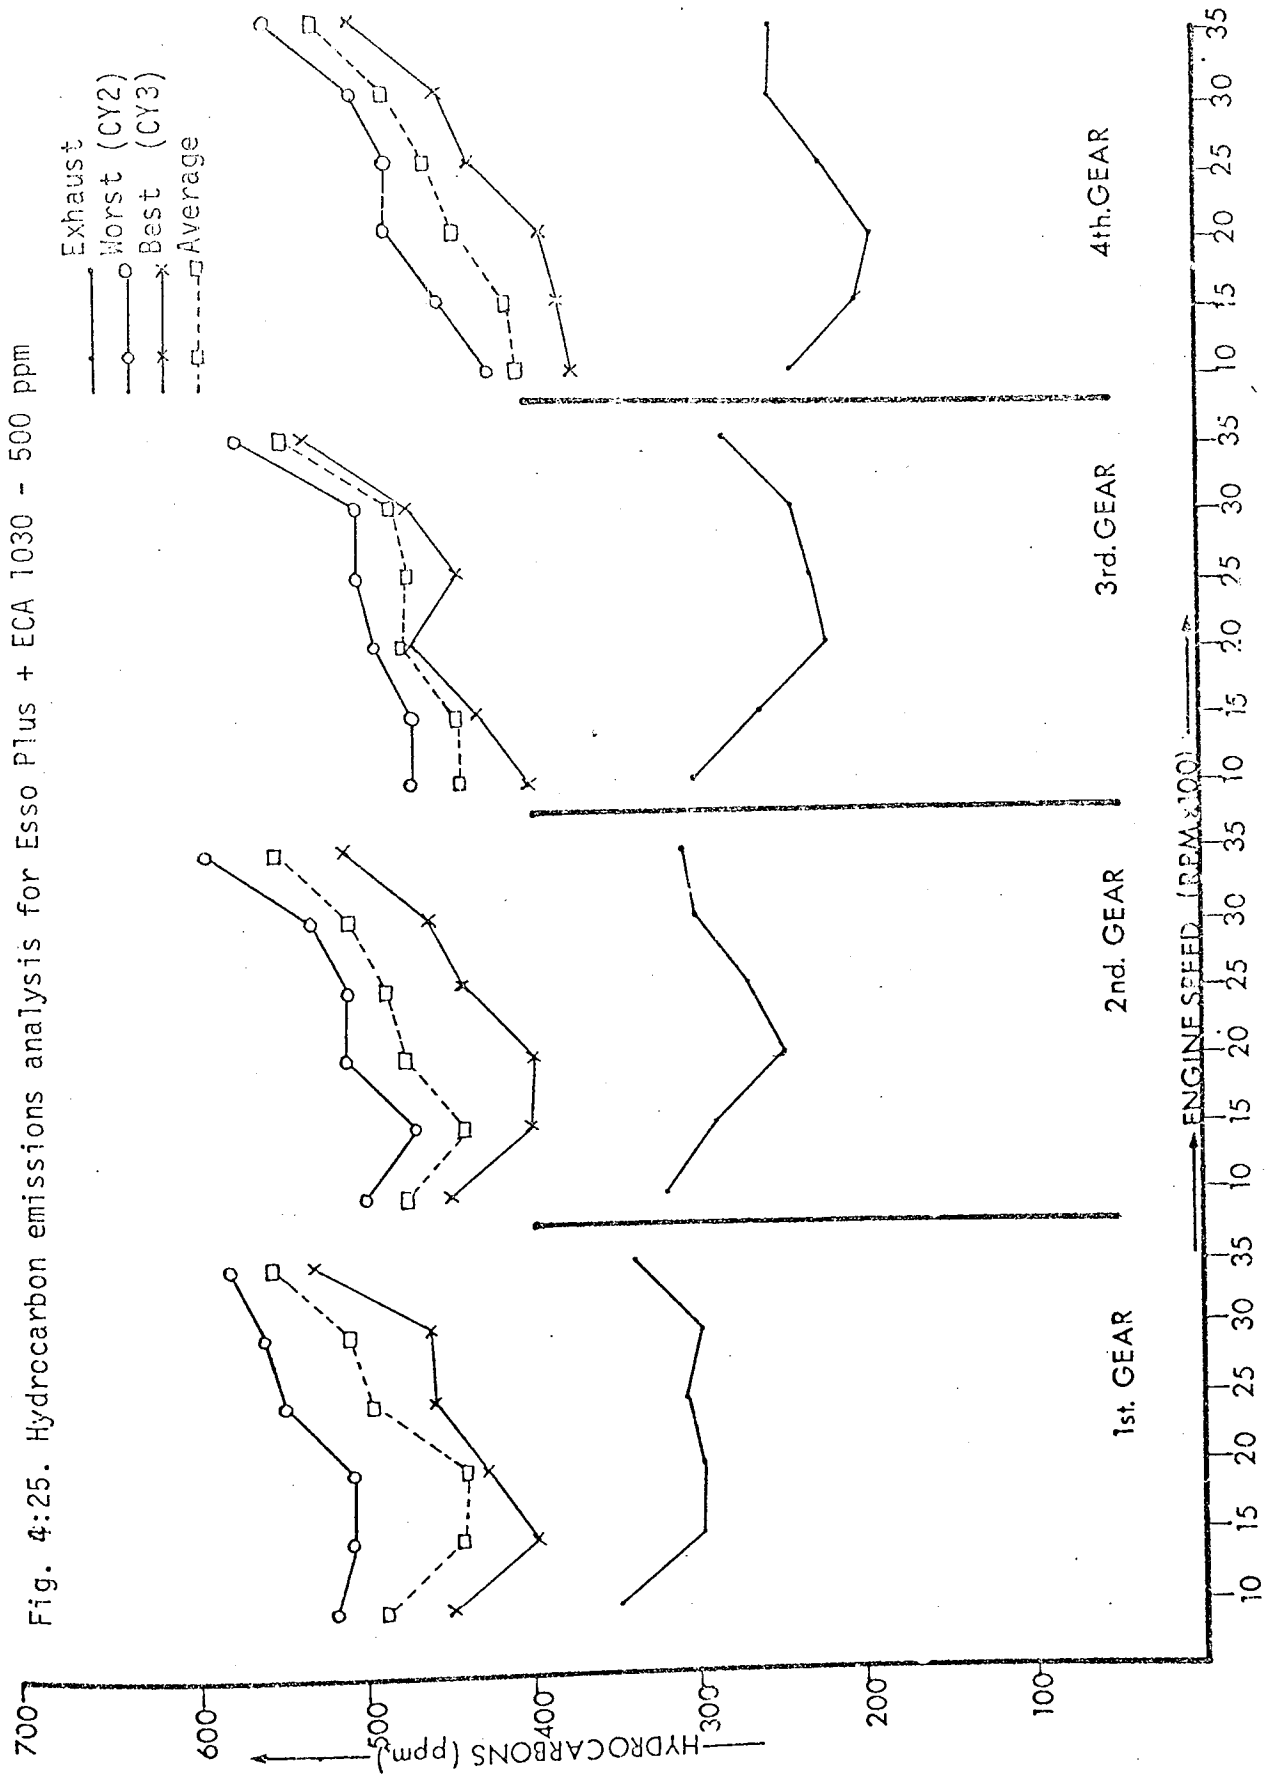 Fig. 4:25. Hydrocarbon emissions analysis for Esso Plus + ECA 1030 - 500 ppm
Exhaust
Worst (CY2)
Best (CY3)
Average
HYDROCARBONS (ppm)
700
600
500
400
300
200
100
1st. GEAR
2nd. GEAR
3rd. GEAR
4th. GEAR
10 15 20 25 30 35 10 15 20 25 30 35 10 15 20 25 30 35 10 15 20 25 30 35
ENGINE SPEED (RPM x 100)